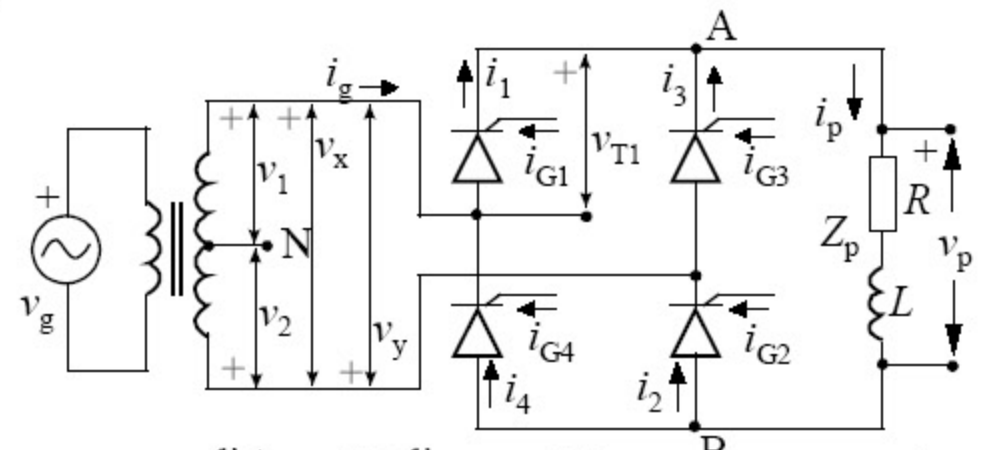 A
+
i1
i3
ig
+
+
+
vT1
iG1
iG3
ip
+
R
Zp
vp
L
v1
vx
+
vg
N
v2
vy
+
+
iG4
iG2
i4
i2